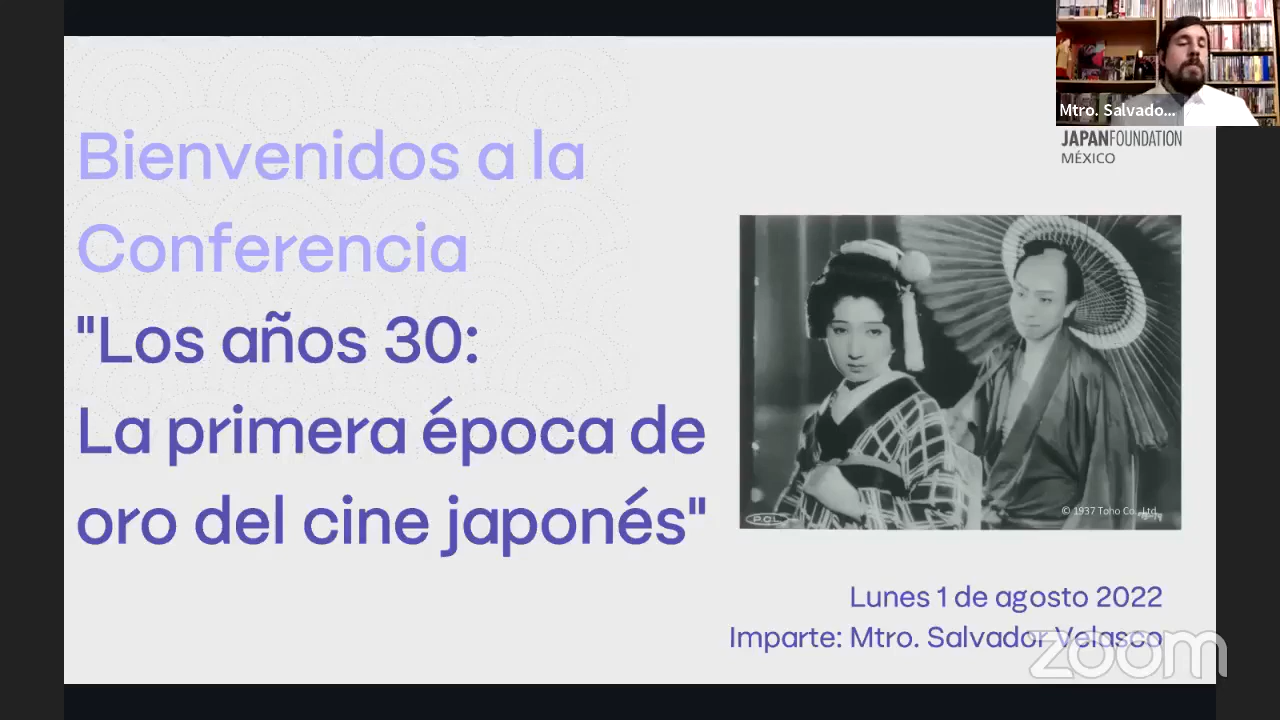 Mtro. Salvado...
JAPANFOUNDATION
MÉXICO
Bienvenidos a la
Conferencia
"Los años 30:
La primera época de
oro del cine japonés"
PCL
© 1937 Toho Co., Ltd
Lunes 1 de agosto 2022
Imparte: Mtro. Salvador Velasco
zoom